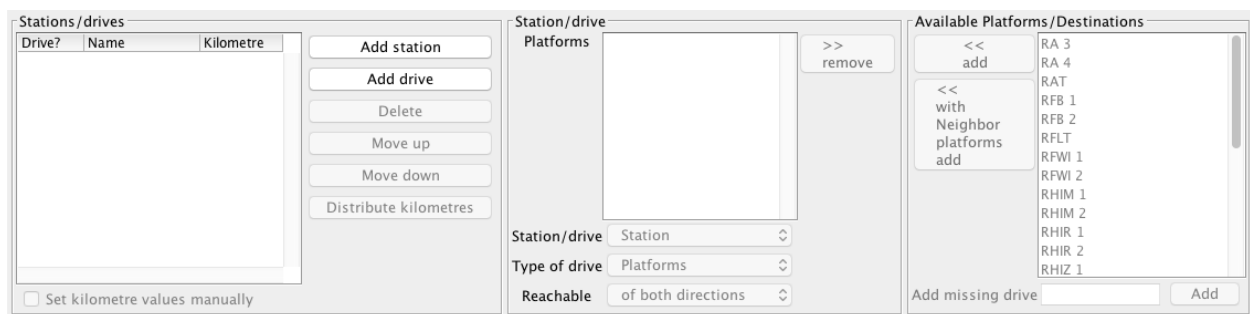 Stations/drives
Drive? Name Kilometre
Add station
Add drive
Delete
Move up
Move down
Distribute kilometres
Set kilometre values manually
Station/drive
Platforms
>>
remove
Station/drive Station
Type of drive Platforms
Reachable of both directions
Available Platforms/Destinations
<<
add
<<
with
Neighbor
platforms
add
RA 3
RA 4
RAT
RFB 1
RFB 2
RFLT
RFWI 1
RFWI 2
RHIM 1
RHIM 2
RHIR 1
RHIR 2
RHIZ 1
Add missing drive Add